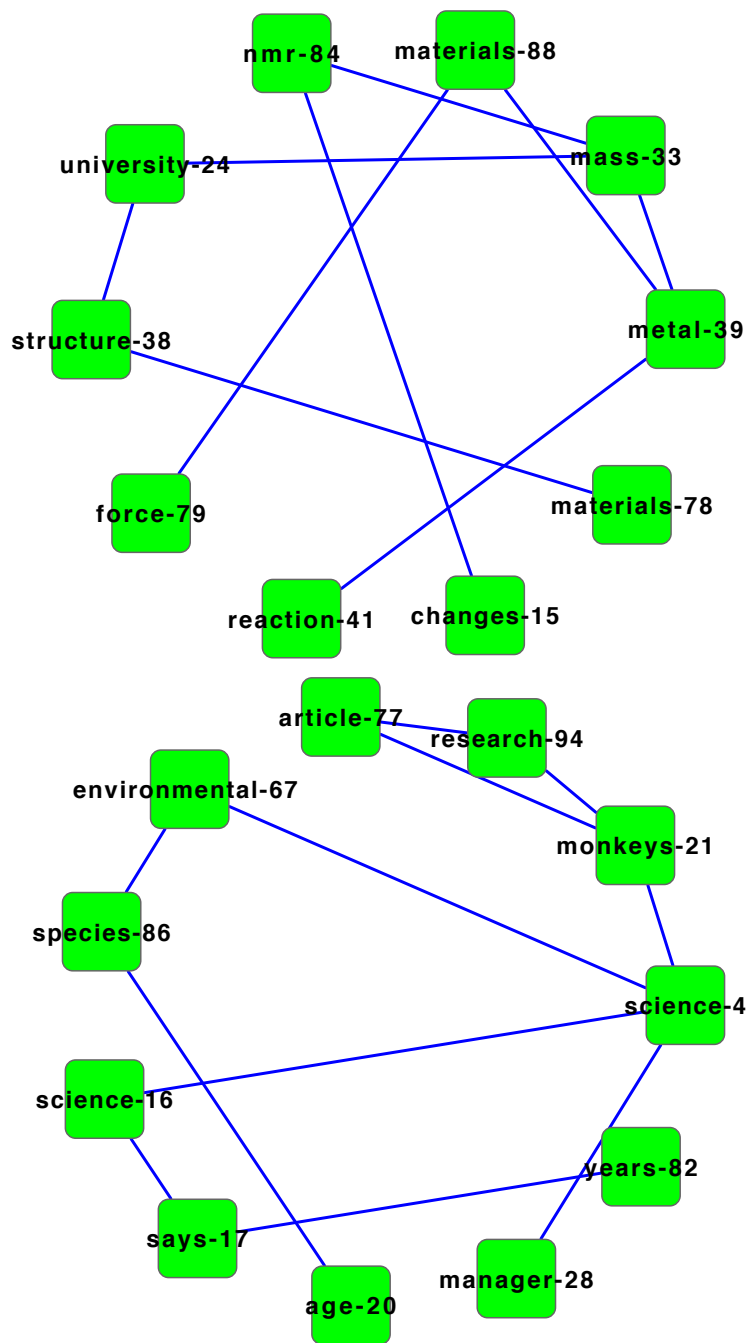 nmr-84
materials-88
university-24
mass-33
structure-38
metal-39
force-79
materials-78
reaction-41
changes-15
article-77
research-94
environmental-67
monkeys-21
species-86
science-4
science-16
years-82
says-17
manager-28
age-20